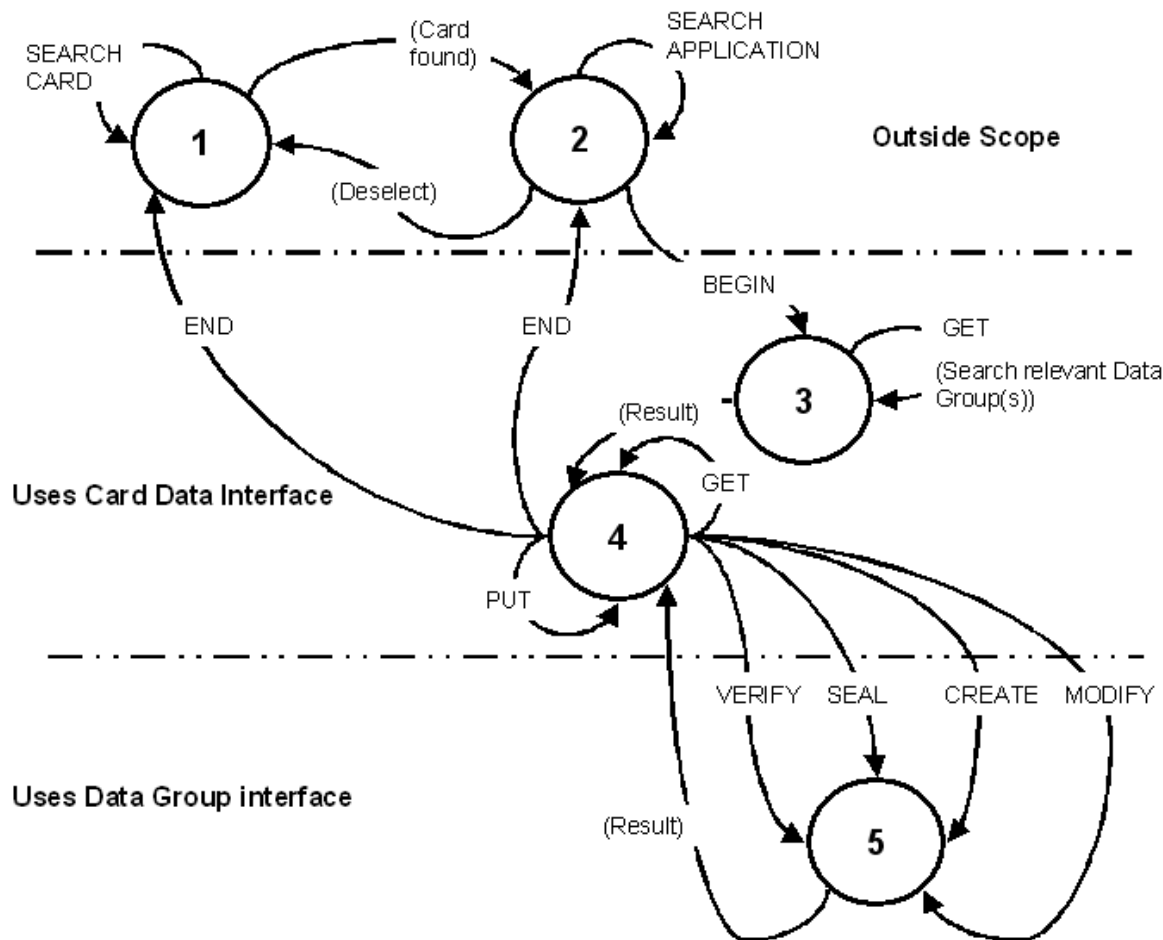 SEARCH
CARD
(Card
found)
SEARCH
APPLICATION
1
2
Outside Scope
(Deselect)
BEGIN
END
END
GET
3
(Search relevant Data
Group(s))
(Result)
Uses Card Data Interface
GET
4
PUT
VERIFY
SEAL
CREATE
MODIFY
Uses Data Group interface
(Result)
5